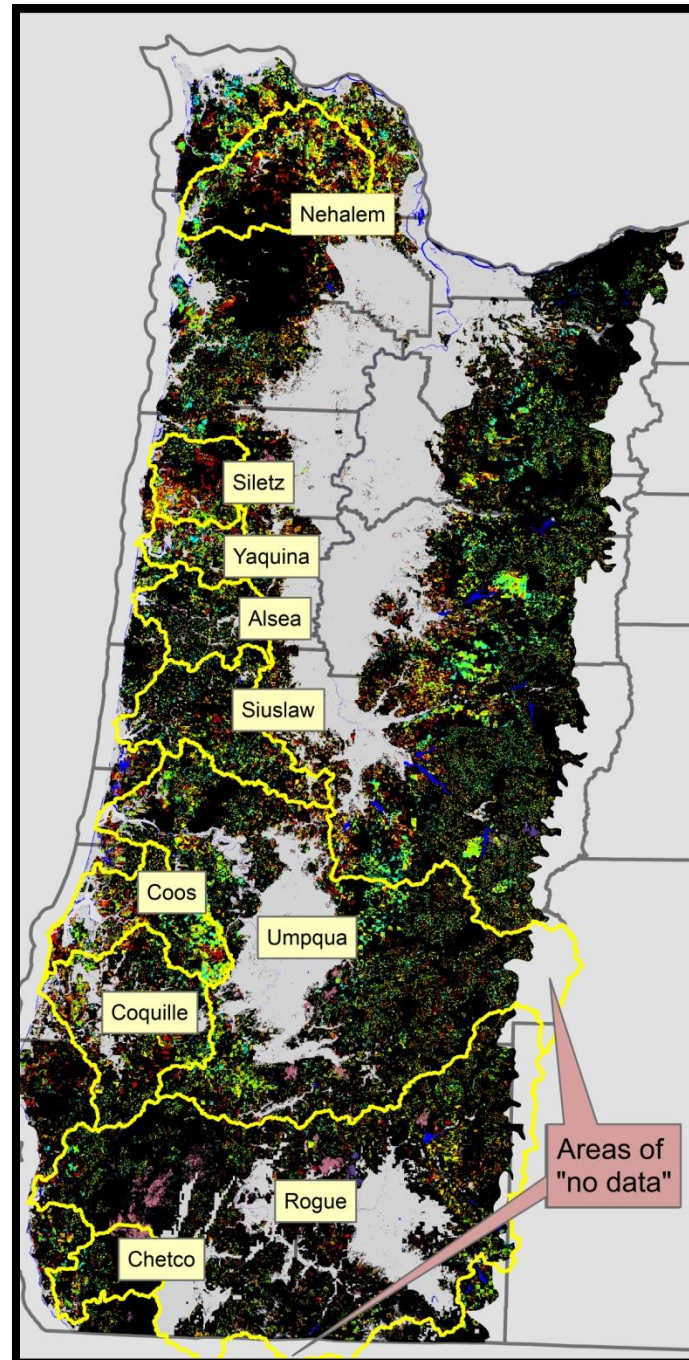 Nehalem
Siletz
Yaquina
Alsea
Siuslaw
Coos
Umpqua
Coquille
Areas of
"no data"
Rogue
Chetco